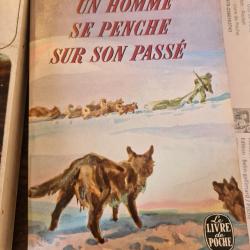 UN HOMME
SE PENCHE
SUR SON PASSÉ
LE LIVRE
de
POCHE